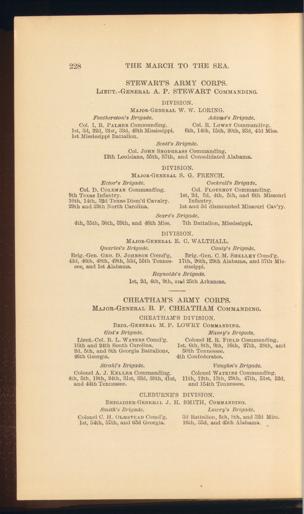 228 THE MARCH TO THE SEA.
STEWART'S ARMY CORPS.
LIEUT.-GENERAL A. P. STEWART COMMANDING.
DIVISION.
MAJOR-GENERAL W. W. LORING.
Featherston's Brigade.
Col. I. R. PALMER Commanding.
1st, 3d, 22d, 31st, 33d, 40th Mississippi.
1st Mississippi Battalion.
Adams's Brigade.
Col. R. LOWRY Commanding.
6th, 14th, 15th, 20th, 23d, 43d Miss.
Scott's Brigade.
Col. JOHN SNODGRASS Commanding.
12th Louisiana, 55th, 57th, and Consolidated Alabama.
DIVISION.
MAJOR-GENERAL S. G. FRENCH.
Ector's Brigade.
Col. D. COLEMAN Commanding.
9th Texas Infantry.
10th, 14th, 32d Texas Dism't'd Cavalry.
29th and 39th North Carolina.
Cockrell's Brigade.
Col. FLOURNOY Commanding.
1st, 2d, 3d, 4th, 5th, and 6th Missouri
Infantry.
1st and 3d dismounted Missouri Cav'ry.
Sears's Brigade.
4th, 35th, 36th, 39th, and 46th Miss. 7th Battalion, Mississippi.
DIVISION.
MAJOR-GENERAL E. C. WALTHALL.
Quarles's Brigade.
Brig.-Gen. GEO. D. JOHNSON Comd'g.
42d, 46th, 48th, 49th, 53d, 55th Tennes-
see, and 1st Alabama.
Canty's Brigade.
Brig.-Gen. C. M. SHELLEY Comd'g.
17th, 26th, 29th Alabama, and 37th Mis-
sissippi.
Reynolds's Brigade.
1st, 2d, 4th, 9th, and 25th Arkansas.
CHEATHAM'S ARMY CORPS.
MAJOR-GENERAL B. F. CHEATHAM COMMANDING.
CHEATHAM'S DIVISION.
BRIG.-GENERAL M. P. LOWRY COMMANDING.
Gist's Brigade.
Lieut.-Col. R. L. WATERS Comd'g.
16th and 24th South Carolina.
2d, 5th, and 8th Georgia Battalions,
46th Georgia.
Maney's Brigade.
Colonel H. R. FIELD Commanding.
1st, 6th, 8th, 9th, 16th, 27th, 28th, and
50th Tennessee.
4th Confederates.
Strahl's Brigade.
Colonel A. J. KELLER Commanding.
4th, 5th, 19th, 24th, 31st, 33d, 38th, 41st,
and 44th Tennessee.
Vaughn's Brigade.
Colonel WATKINS Commanding.
11th, 12th, 13th, 29th, 47th, 51st, 52d,
and 154th Tennessee.
CLEBURNE'S DIVISION.
BRIGADIER-GENERAL J. H. SMITH, COMMANDING.
Smith's Brigade.
Colonel C. H. OLMSTEAD Comd'g.
1st, 54th, 57th, and 63d Georgia.
Lowry's Brigade.
3d Battalion, 5th, 8th, and 32d Miss.
16th, 33d, and 45th Alabama.